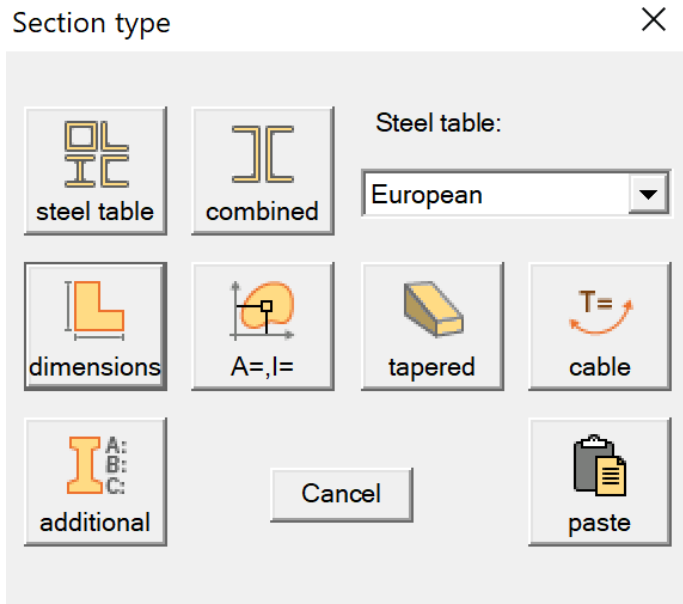 Section type
Steel table:
steel table
combined
European
dimensions
A=,I=
tapered
T=
cable
A:
B:
C:
additional
Cancel
paste